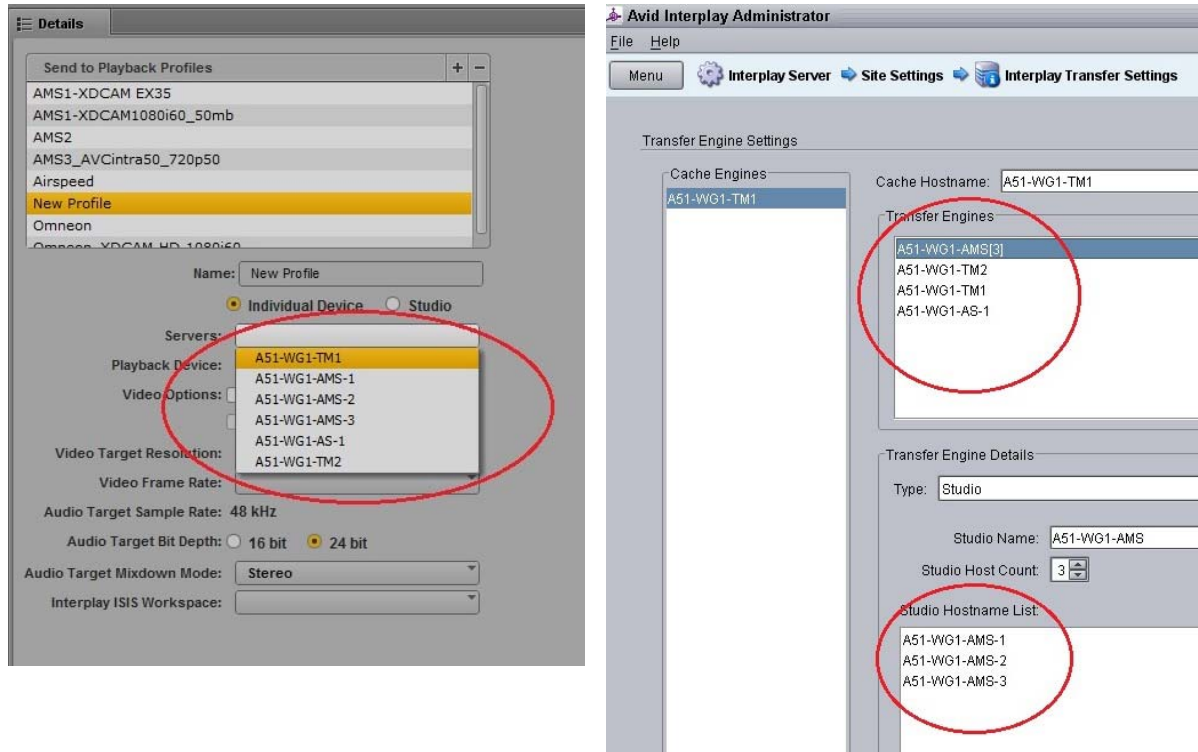 Details
Send to Playback Profiles + -
AMS1-XDCAM EX35
AMS1-XDCAM1080i60_50mb
AMS2
AMS3_AVCintra50_720p50
Airspeed
New Profile
Omneon
Omneon_XDCAM HD 1080i60
Name: New Profile
Individual Device Studio
Servers:
A51-WG1-TM1
Playback Device:
A51-WG1-AMS-1
Video Options:
A51-WG1-AMS-2
A51-WG1-AMS-3
A51-WG1-AS-1
Video Target Resolution:
A51-WG1-TM2
Video Frame Rate:
Audio Target Sample Rate: 48 kHz
Audio Target Bit Depth: 16 bit 24 bit
Audio Target Mixdown Mode: Stereo
Interplay ISIS Workspace:
Avid Interplay Administrator
File Help
Menu Interplay Server Site Settings Interplay Transfer Settings
Transfer Engine Settings
Cache Engines
A51-WG1-TM1
Cache Hostname: A51-WG1-TM1
Transfer Engines
A51-WG1-AMS[3]
A51-WG1-TM2
A51-WG1-TM1
A51-WG1-AS-1
Transfer Engine Details
Type: Studio
Studio Name: A51-WG1-AMS
Studio Host Count: 3
Studio Hostname List:
A51-WG1-AMS-1
A51-WG1-AMS-2
A51-WG1-AMS-3